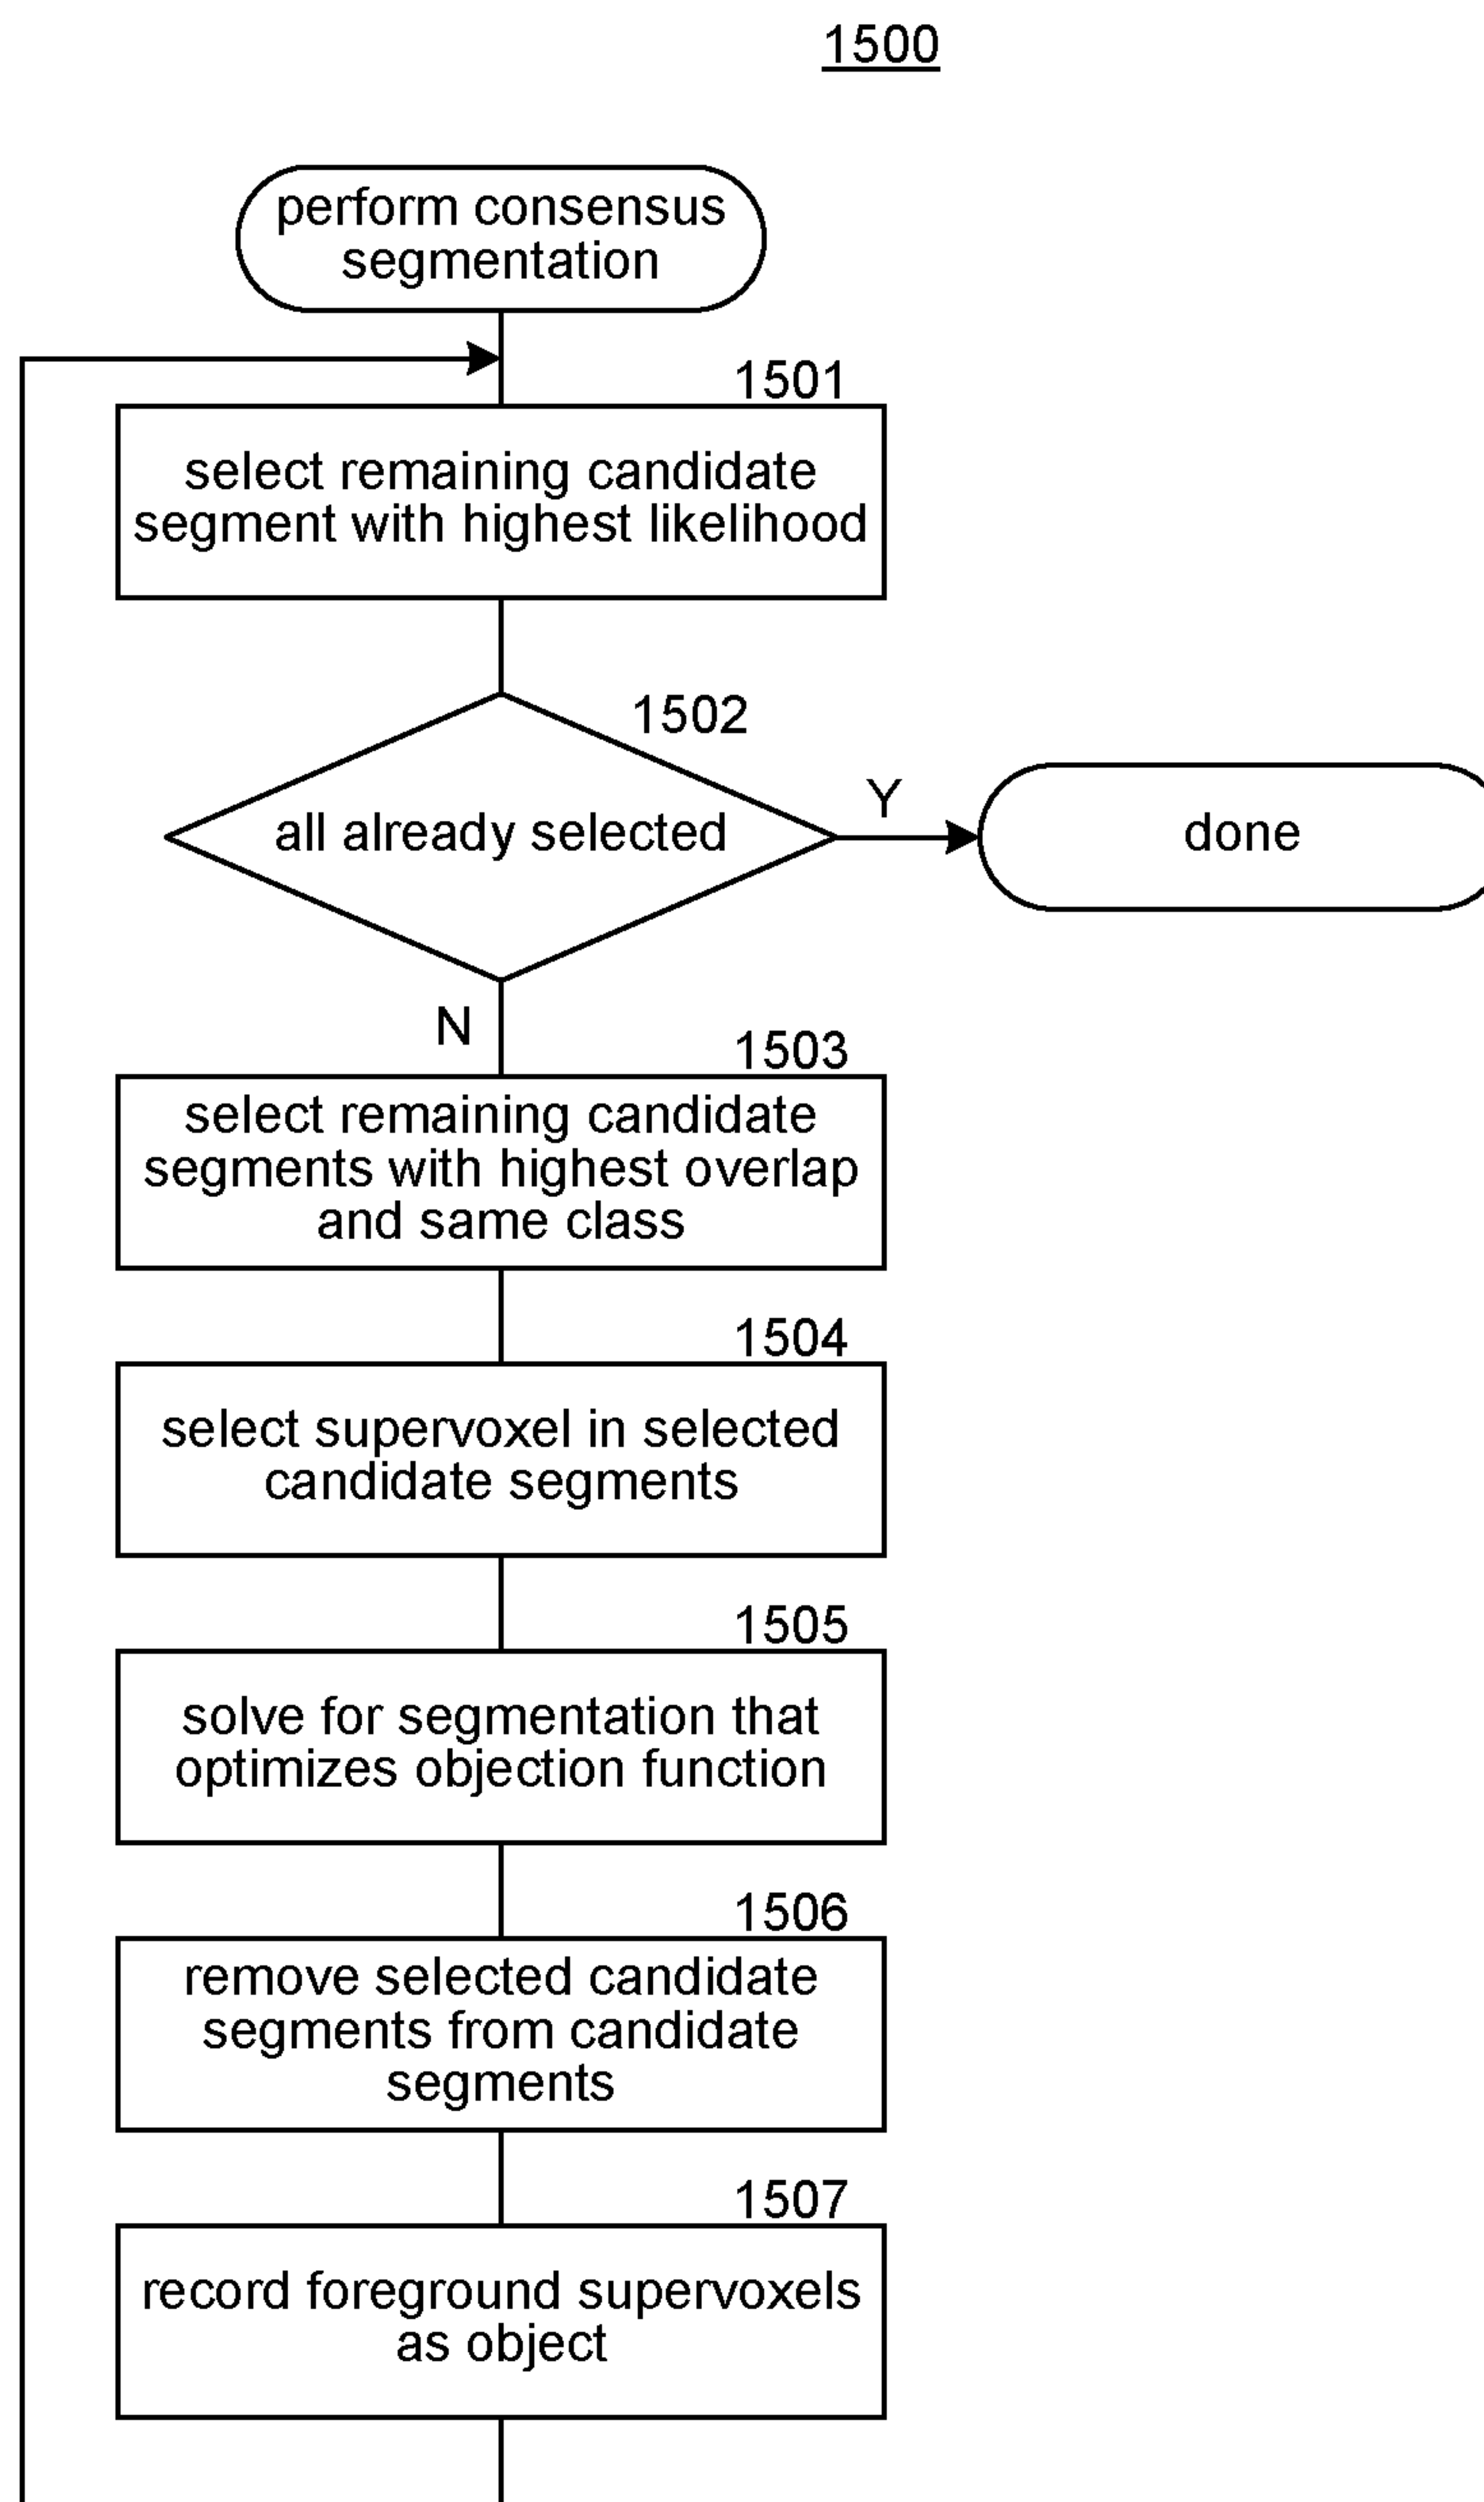 1500
perform consensus
segmentation
1501
select remaining candidate
segment with highest likelihood
1502
all already selected
Y
done
N
1503
select remaining candidate
segments with highest overlap
and same class
1504
select supervoxel in selected
candidate segments
1505
solve for segmentation that
optimizes objection function
1506
remove selected candidate
segments from candidate
segments
1507
record foreground supervoxels
as object